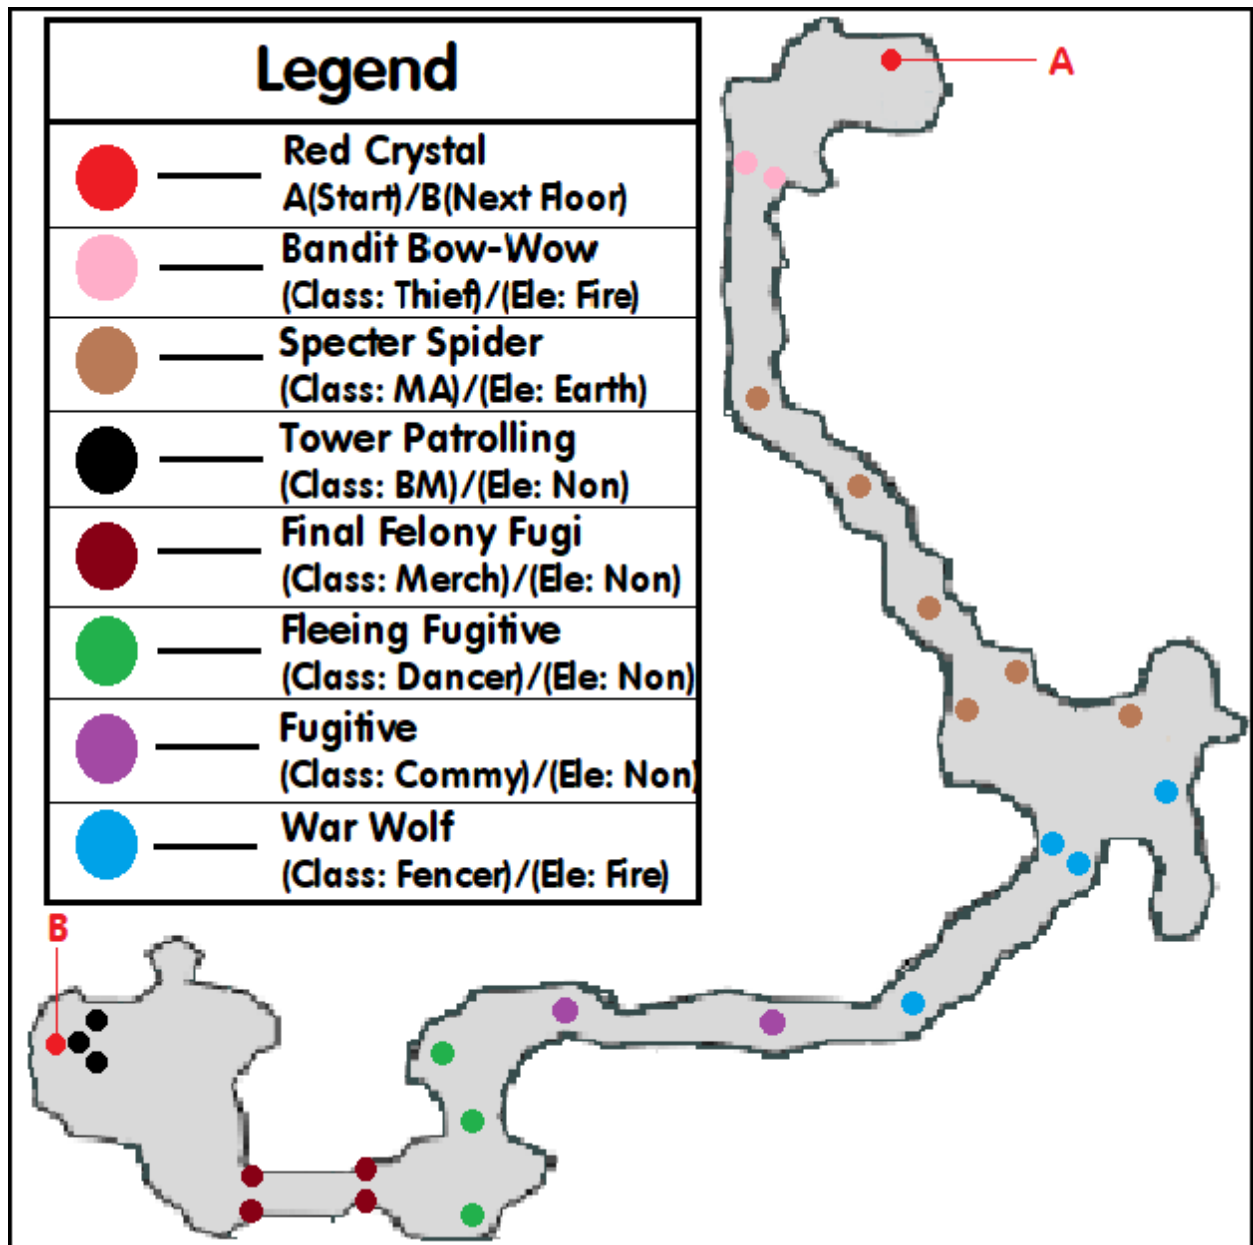 Legend
Red Crystal
A(Start)/B(Next Floor)
Bandit Bow-Wow
(Class: Thief)/(Ele: Fire)
Specter Spider
(Class: MA)/(Ele: Earth)
Tower Patrolling
(Class: BM)/(Ele: Non)
Final Felony Fugi
(Class: Merch)/(Ele: Non)
Fleeing Fugitive
(Class: Dancer)/(Ele: Non)
Fugitive
(Class: Commy)/(Ele: Non)
War Wolf
(Class: Fencer)/(Ele: Fire)
A
B